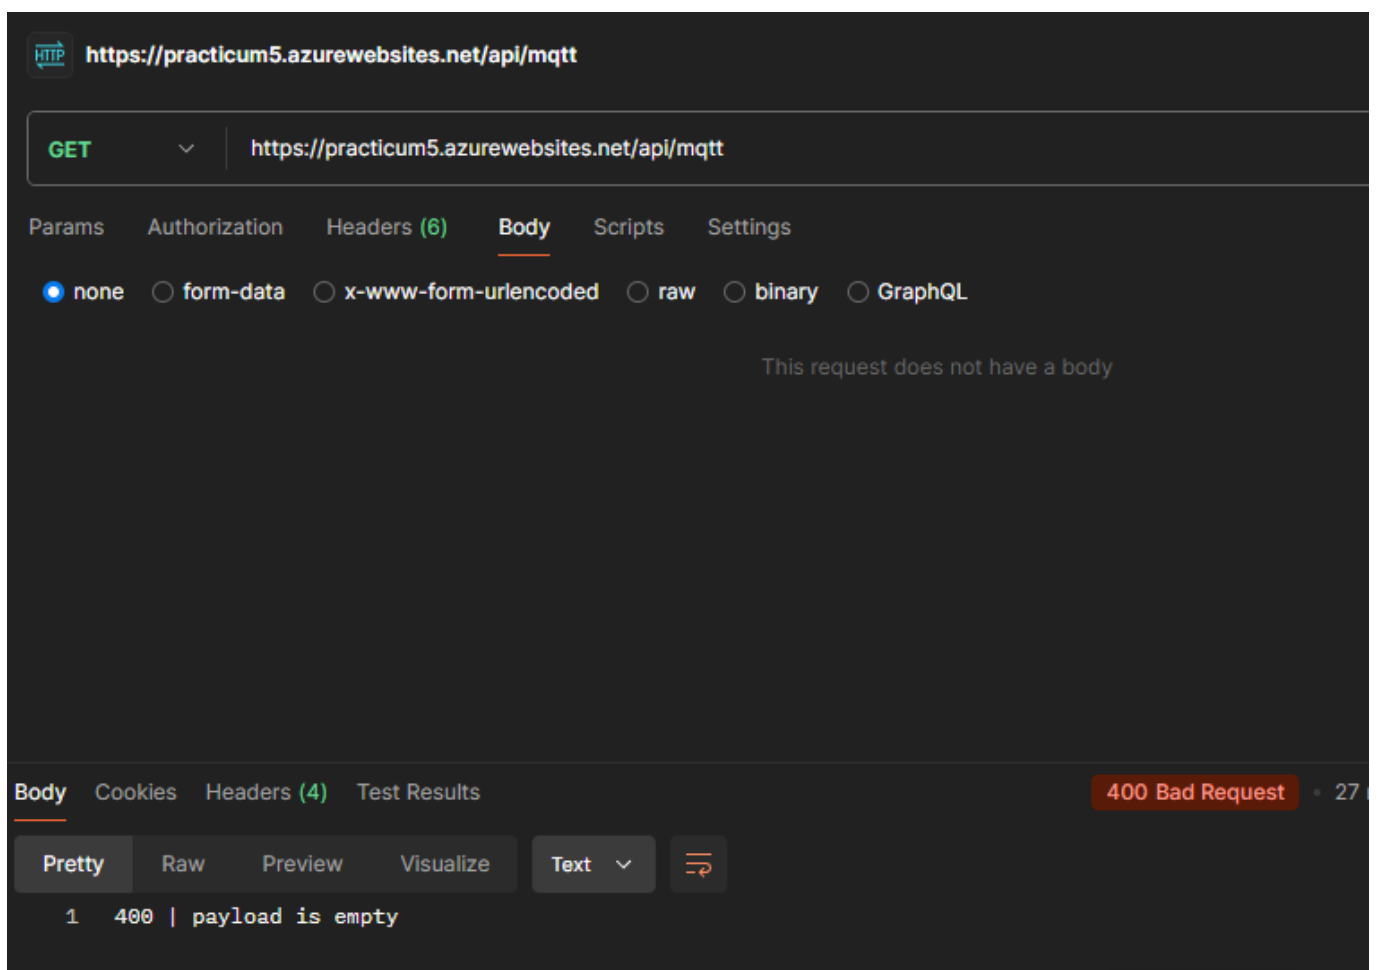 HTTP https://practicum5.azurewebsites.net/api/mqtt
GET https://practicum5.azurewebsites.net/api/mqtt
Params Authorization Headers (6) Body Scripts Settings
none form-data x-www-form-urlencoded raw binary GraphQL
This request does not have a body
Body Cookies Headers (4) Test Results 400 Bad Request • 27
Pretty Raw Preview Visualize Text
1 400 | payload is empty